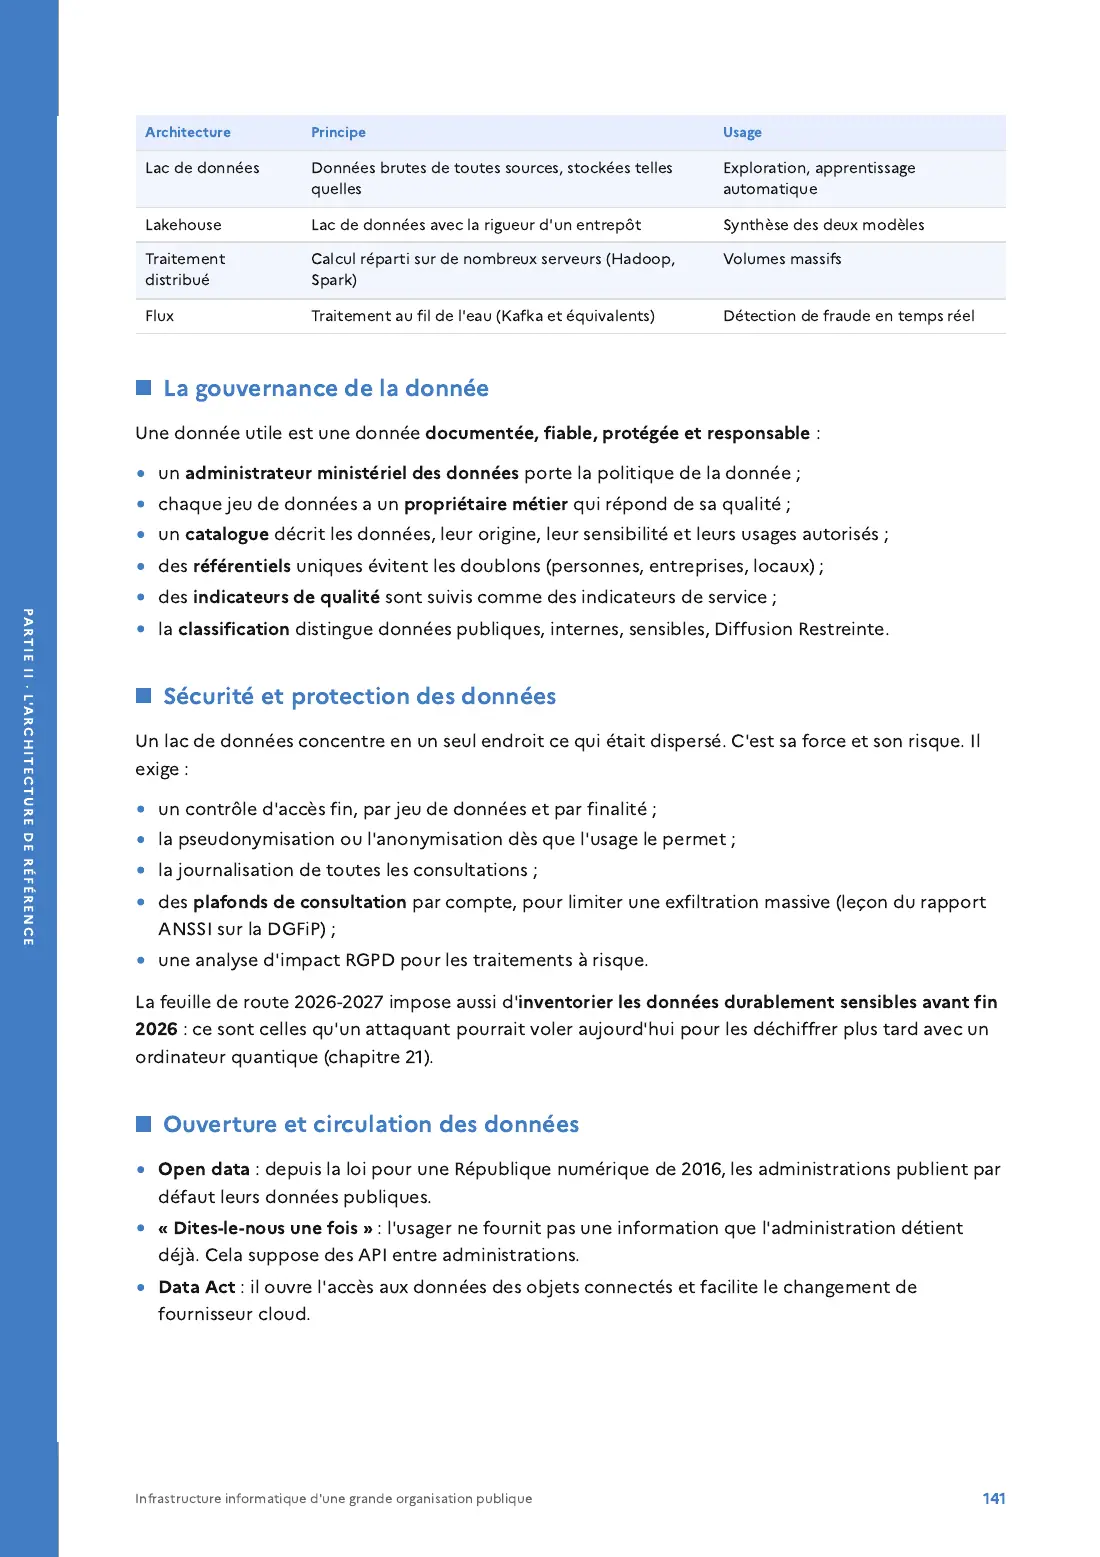 Architecture Principe Usage
Lac de données Données brutes de toutes sources, stockées telles quelles Exploration, apprentissage automatique
Lakehouse Lac de données avec la rigueur d'un entrepôt Synthèse des deux modèles
Traitement distribué Calcul réparti sur de nombreux serveurs (Hadoop, Spark) Volumes massifs
Flux Traitement au fil de l'eau (Kafka et équivalents) Détection de fraude en temps réel
La gouvernance de la donnée
Une donnée utile est une donnée documentée, fiable, protégée et responsable :
• un administrateur ministériel des données porte la politique de la donnée ;
• chaque jeu de données a un propriétaire métier qui répond de sa qualité ;
• un catalogue décrit les données, leur origine, leur sensibilité et leurs usages autorisés ;
• des référentiels uniques évitent les doublons (personnes, entreprises, locaux) ;
• des indicateurs de qualité sont suivis comme des indicateurs de service ;
• la classification distingue données publiques, internes, sensibles, Diffusion Restreinte.
Sécurité et protection des données
Un lac de données concentre en un seul endroit ce qui était dispersé. C'est sa force et son risque. Il
exige :
• un contrôle d'accès fin, par jeu de données et par finalité ;
• la pseudonymisation ou l'anonymisation dès que l'usage le permet ;
• la journalisation de toutes les consultations ;
• des plafonds de consultation par compte, pour limiter une exfiltration massive (leçon du rapport
ANSSI sur la DGFiP) ;
• une analyse d'impact RGPD pour les traitements à risque.
La feuille de route 2026-2027 impose aussi d'inventorier les données durablement sensibles avant fin
2026 : ce sont celles qu'un attaquant pourrait voler aujourd'hui pour les déchiffrer plus tard avec un
ordinateur quantique (chapitre 21).
Ouverture et circulation des données
• Open data : depuis la loi pour une République numérique de 2016, les administrations publient par
défaut leurs données publiques.
• « Dites-le-nous une fois » : l'usager ne fournit pas une information que l'administration détient
déjà. Cela suppose des API entre administrations.
• Data Act : il ouvre l'accès aux données des objets connectés et facilite le changement de
fournisseur cloud.
PARTIE II · L'ARCHITECTURE DE RÉFÉRENCE
Infrastructure informatique d'une grande organisation publique 141